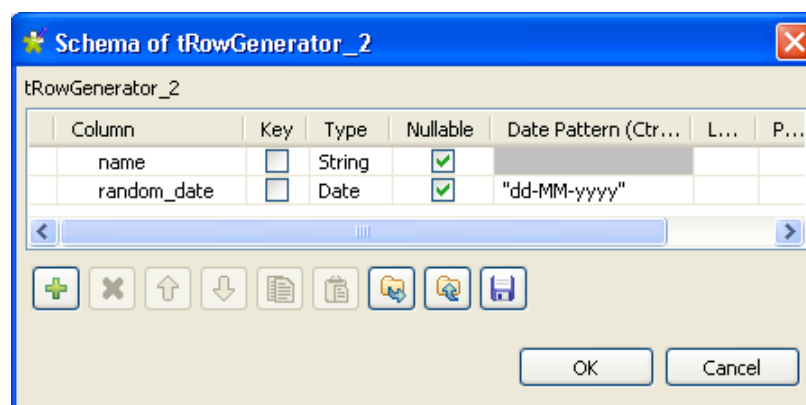 Schema of tRowGenerator_2
tRowGenerator_2
Column Key Type Nullable Date Pattern (Ctr... L... P...
name String
random_date Date "dd-MM-yyyy"
OK Cancel